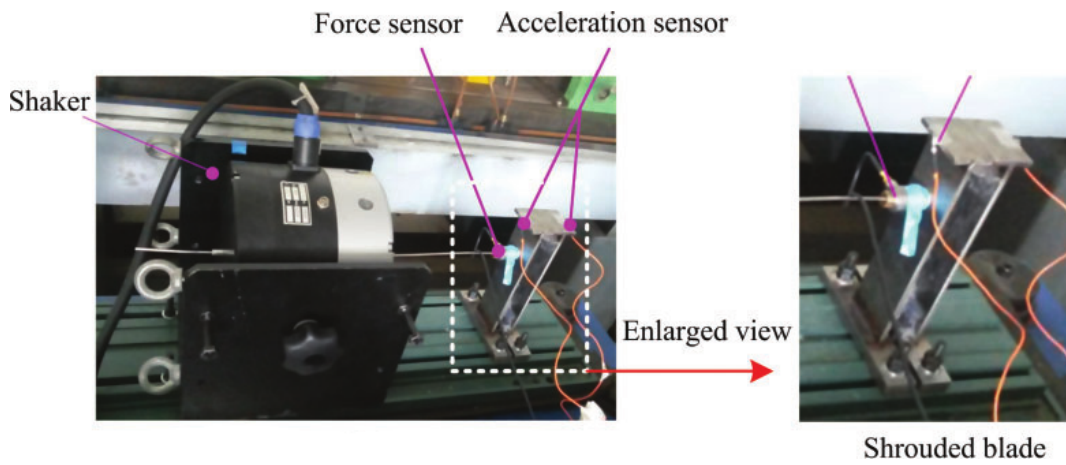 Force sensor
Acceleration sensor
Shaker
Enlarged view
Shrouded blade